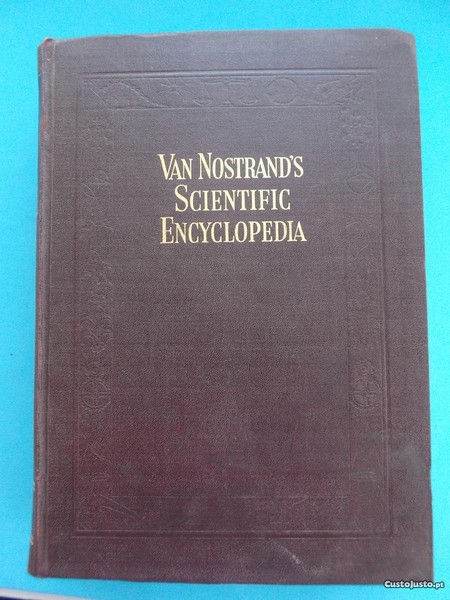 VAN NOSTRAND'S
SCIENTIFIC
ENCYCLOPEDIA
CustoJusto.pt